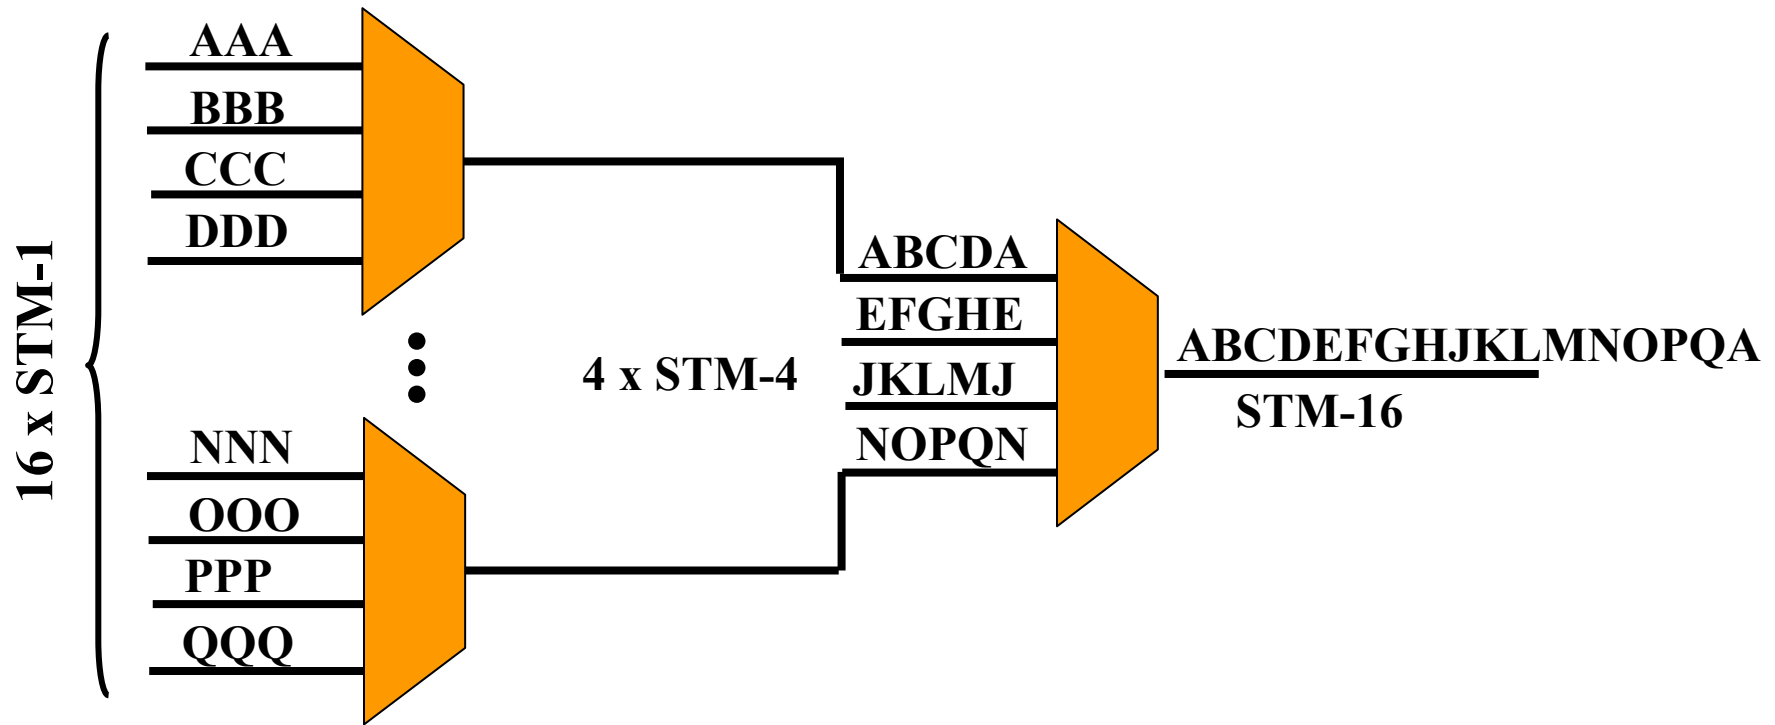 16 x STM-1
AAA
BBB
CCC
DDD
NNN
OOO
PPP
QQQ
4 x STM-4
ABCDA
EFGHE
JKLMJ
NOPQN
ABCDEFGHJKLMNOPQA
STM-16